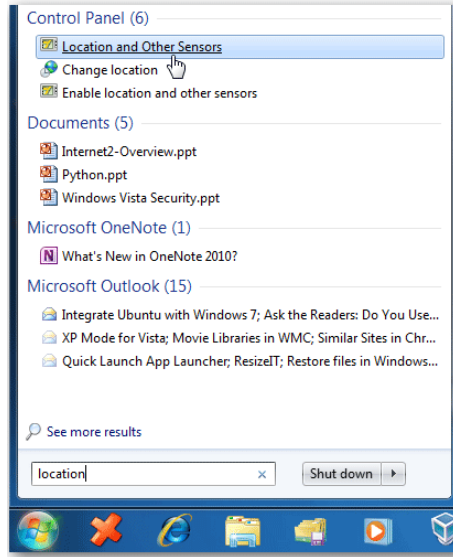 Control Panel (6)
Location and Other Sensors
Change location
Enable location and other sensors
Documents (5)
Internet2-Overview.ppt
Python.ppt
Windows Vista Security.ppt
Microsoft OneNote (1)
What's New in OneNote 2010?
Microsoft Outlook (15)
Integrate Ubuntu with Windows 7; Ask the Readers: Do You Use...
XP Mode for Vista; Movie Libraries in WMC; Similar Sites in Chr...
Quick Launch App Launcher; ResizeIT; Restore files in Windows...
See more results
location
Shut down